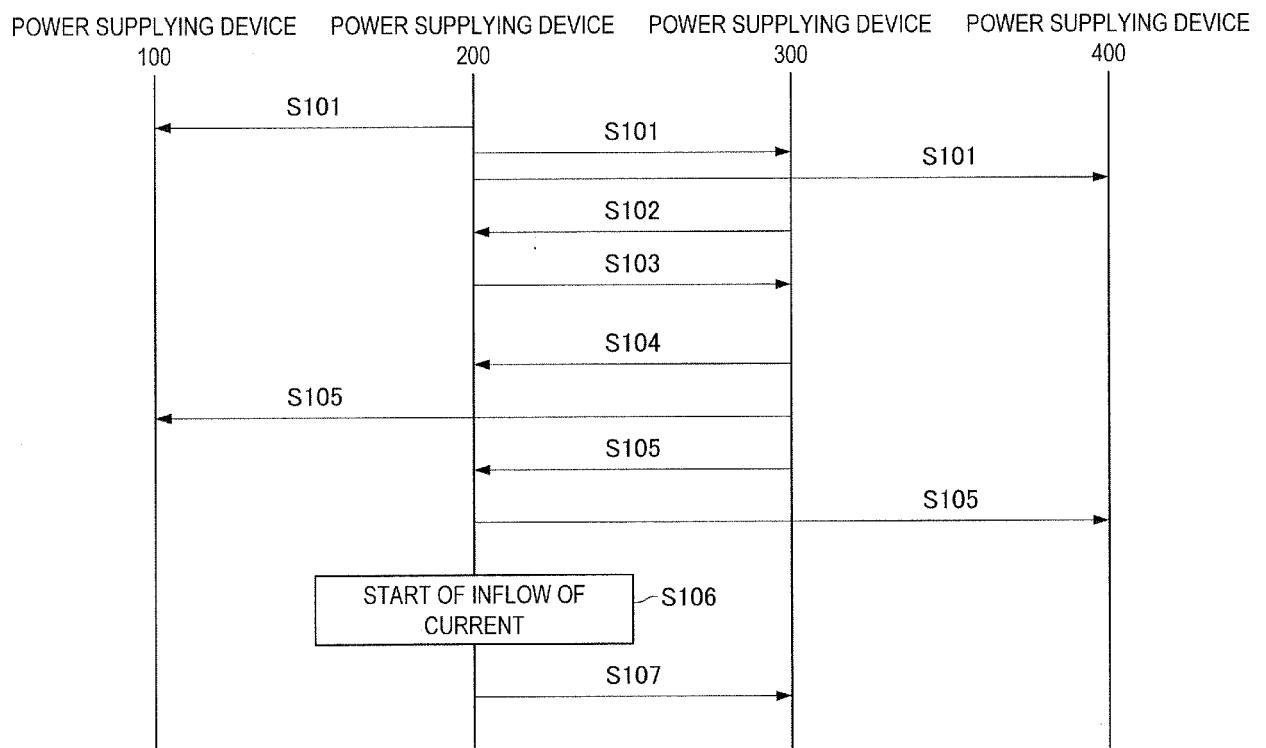 POWER SUPPLYING DEVICE
100
POWER SUPPLYING DEVICE
200
POWER SUPPLYING DEVICE
300
POWER SUPPLYING DEVICE
400
S101
S101
S101
S102
S103
S104
S105
S105
S105
START OF INFLOW OF
CURRENT
S106
S107